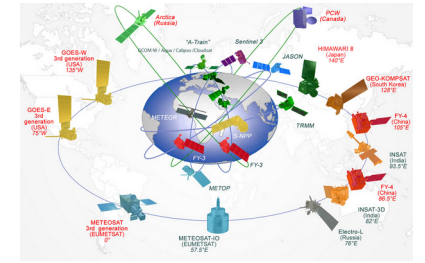 Arctica
(Russia)
PCW
(Canada)
GOES-W
3rd generation
(USA)
135°W
"A-Train"
GCOM-W / Aqua / Calipso /Cloudsat
Sentinel 3
JASON
HIMAWARI 8
(Japan)
140°E
GEO-KOMPSAT
(South Korea)
128°E
GOES-E
3rd generation
(USA)
75°W
METEOR
S-NPP
TRMM
FY-4
(China)
105°E
FY-3
FY-3
INSAT
(India)
93.5°E
METOP
FY-4
(China)
86.5°E
INSAT-3D
(India)
82°E
METEOSAT
3rd generation
(EUMETSAT)
0°
METEOSAT-IO
(EUMETSAT)
57.5°E
Electro-L
(Russia)
76°E